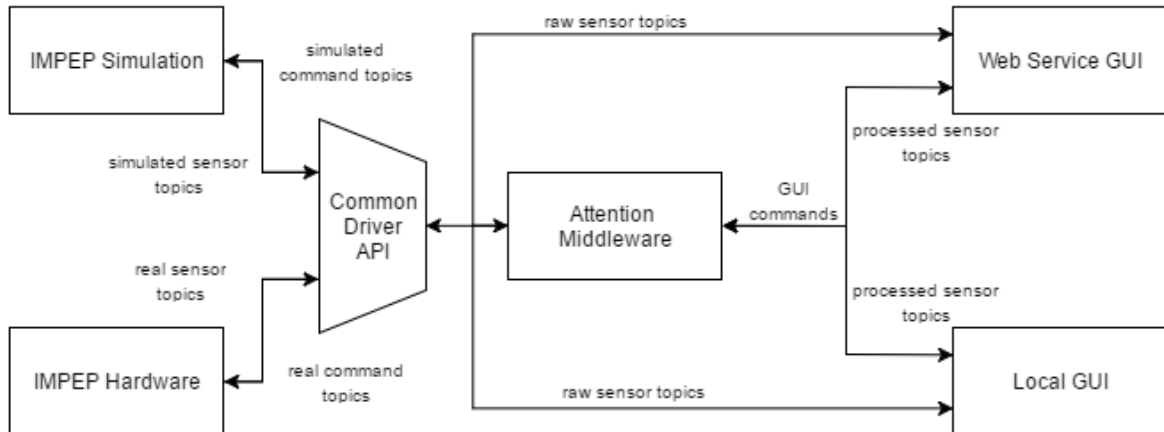 raw sensor topics
IMPEP Simulation
simulated
command topics
Web Service GUI
processed sensor
topics
simulated sensor
topics
Common
Driver
API
Attention
Middleware
GUI
commands
real sensor
topics
processed sensor
topics
IMPEP Hardware
real command
topics
raw sensor topics
Local GUI